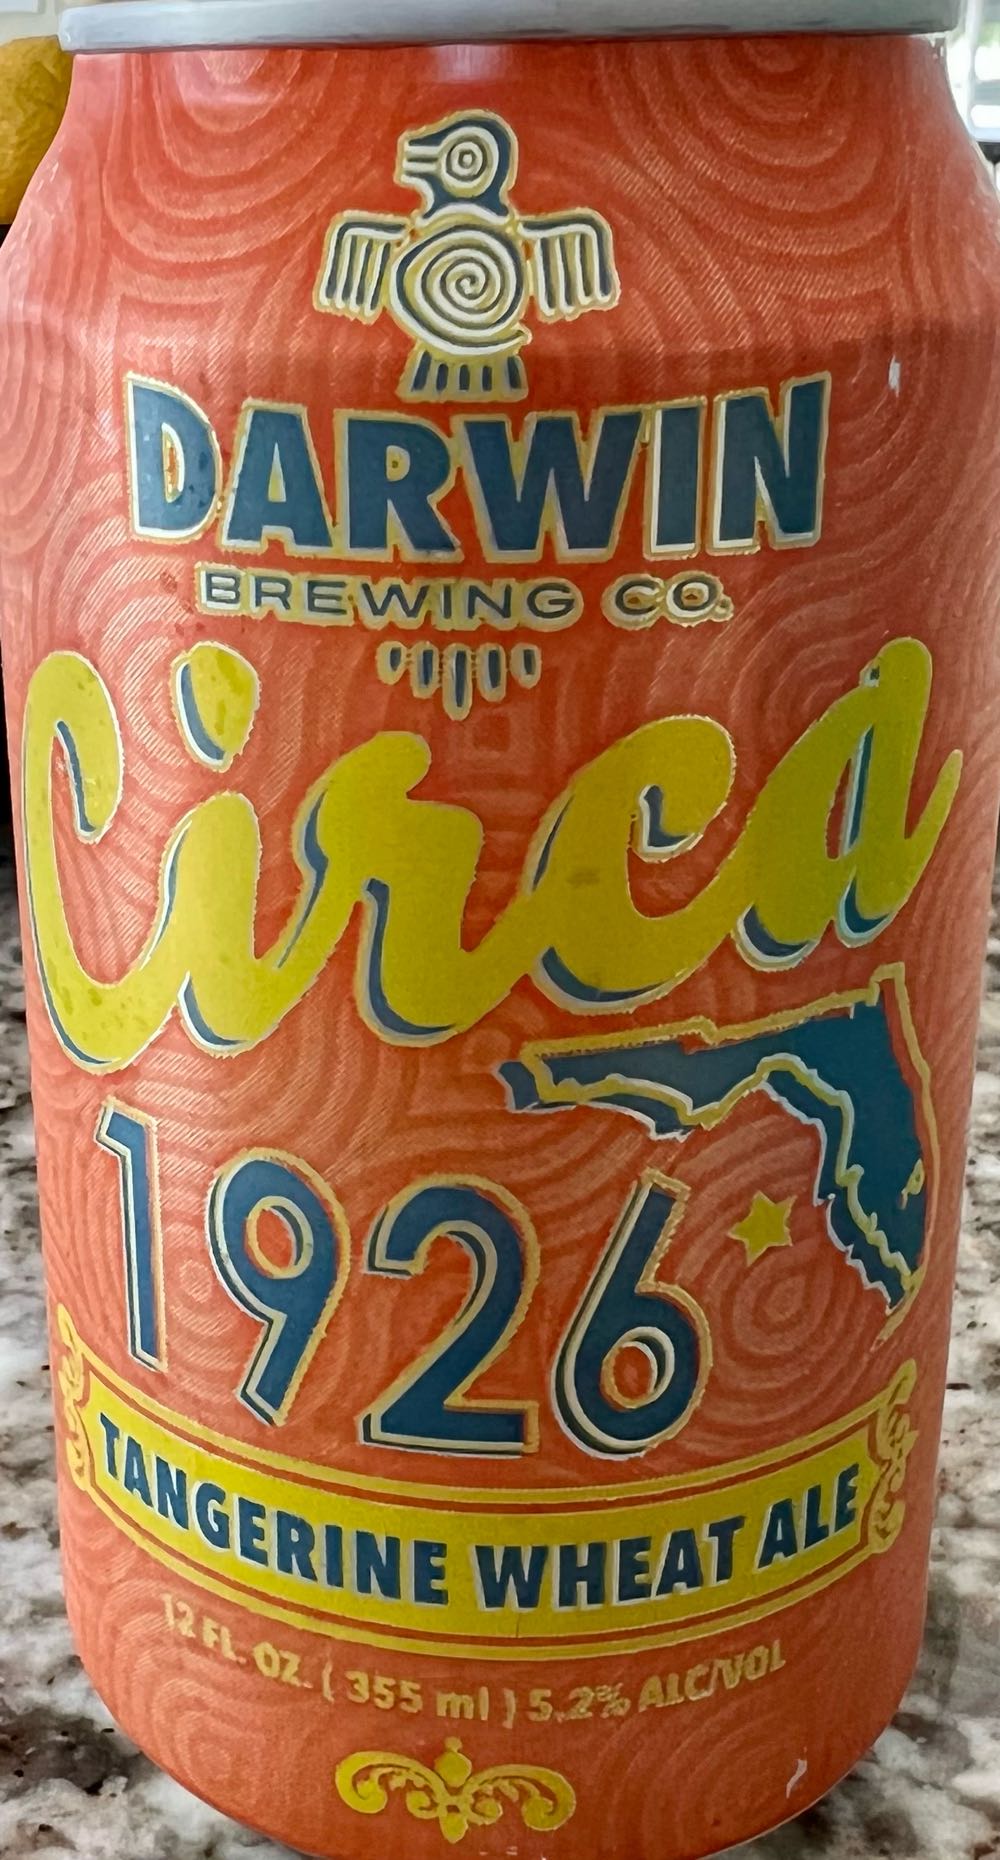 DARWIN
BREWING CO.
Circa
1926
TANGERINE WHEAT ALE
12 FL. OZ. ( 355 ml ) 5.2% ALC/VOL